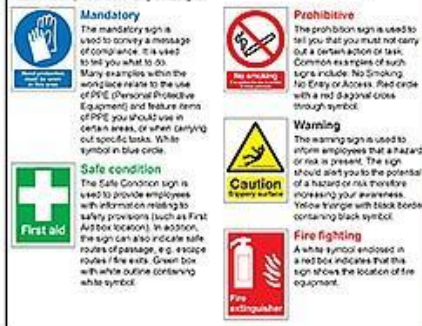 Mandatory
The mandatory sign is
used to convey a message
of compliance. It is used
to tell you what to do.
Many examples within the
workplace relate to the use
of PPE (Personal Protective
Equipment) and feature items
of PPE you should use in
certain areas, or when carrying
out specific tasks. White
symbol in blue circle.
Safe condition
The Safe Condition sign is
used to provide employees
with information relating to
safety provisions (such as First
Aid box location). In addition,
the sign can also indicate safe
routes of passage, e.g. escape
routes / fire exits. Green box
with white outline containing
white symbol.
First aid
Prohibitive
The prohibition sign is used to
tell you that you must not carry
out a certain action or task.
Common examples of such
signs include: No Smoking,
No Entry or Access. Red circle
with a red diagonal cross
through symbol.
No smoking
Warning
The warning sign is used to
inform employees that a hazard
or risk is present. The sign
should alert you to the potential
of a hazard or risk therefore
increasing your awareness.
Yellow triangle with black border
containing black symbol.
Caution
Slippery surface
Fire fighting
A white symbol enclosed in
a red box indicates that this
sign shows the location of fire
equipment.
Fire
extinguisher